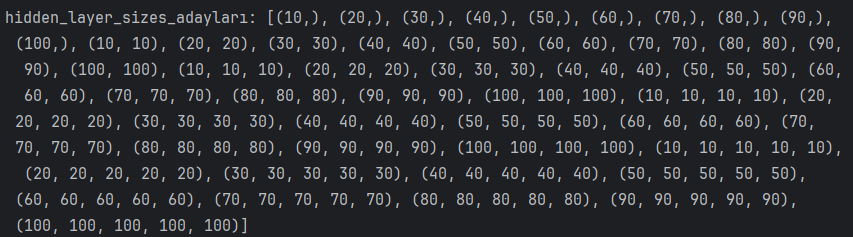 hidden_layer_sizes_adayları: [(10,), (20,), (30,), (40,), (50,), (60,), (70,), (80,), (90,),
(100,), (10, 10), (20, 20), (30, 30), (40, 40), (50, 50), (60, 60), (70, 70), (80, 80), (90,
90), (100, 100), (10, 10, 10), (20, 20, 20), (30, 30, 30), (40, 40, 40), (50, 50, 50), (60,
60, 60), (70, 70, 70), (80, 80, 80), (90, 90, 90), (100, 100, 100), (10, 10, 10, 10), (20,
20, 20, 20), (30, 30, 30, 30), (40, 40, 40, 40), (50, 50, 50, 50), (60, 60, 60, 60), (70,
70, 70, 70), (80, 80, 80, 80), (90, 90, 90, 90), (100, 100, 100, 100), (10, 10, 10, 10, 10),
(20, 20, 20, 20, 20), (30, 30, 30, 30, 30), (40, 40, 40, 40, 40), (50, 50, 50, 50, 50),
(60, 60, 60, 60, 60), (70, 70, 70, 70, 70), (80, 80, 80, 80, 80), (90, 90, 90, 90, 90),
(100, 100, 100, 100, 100)]